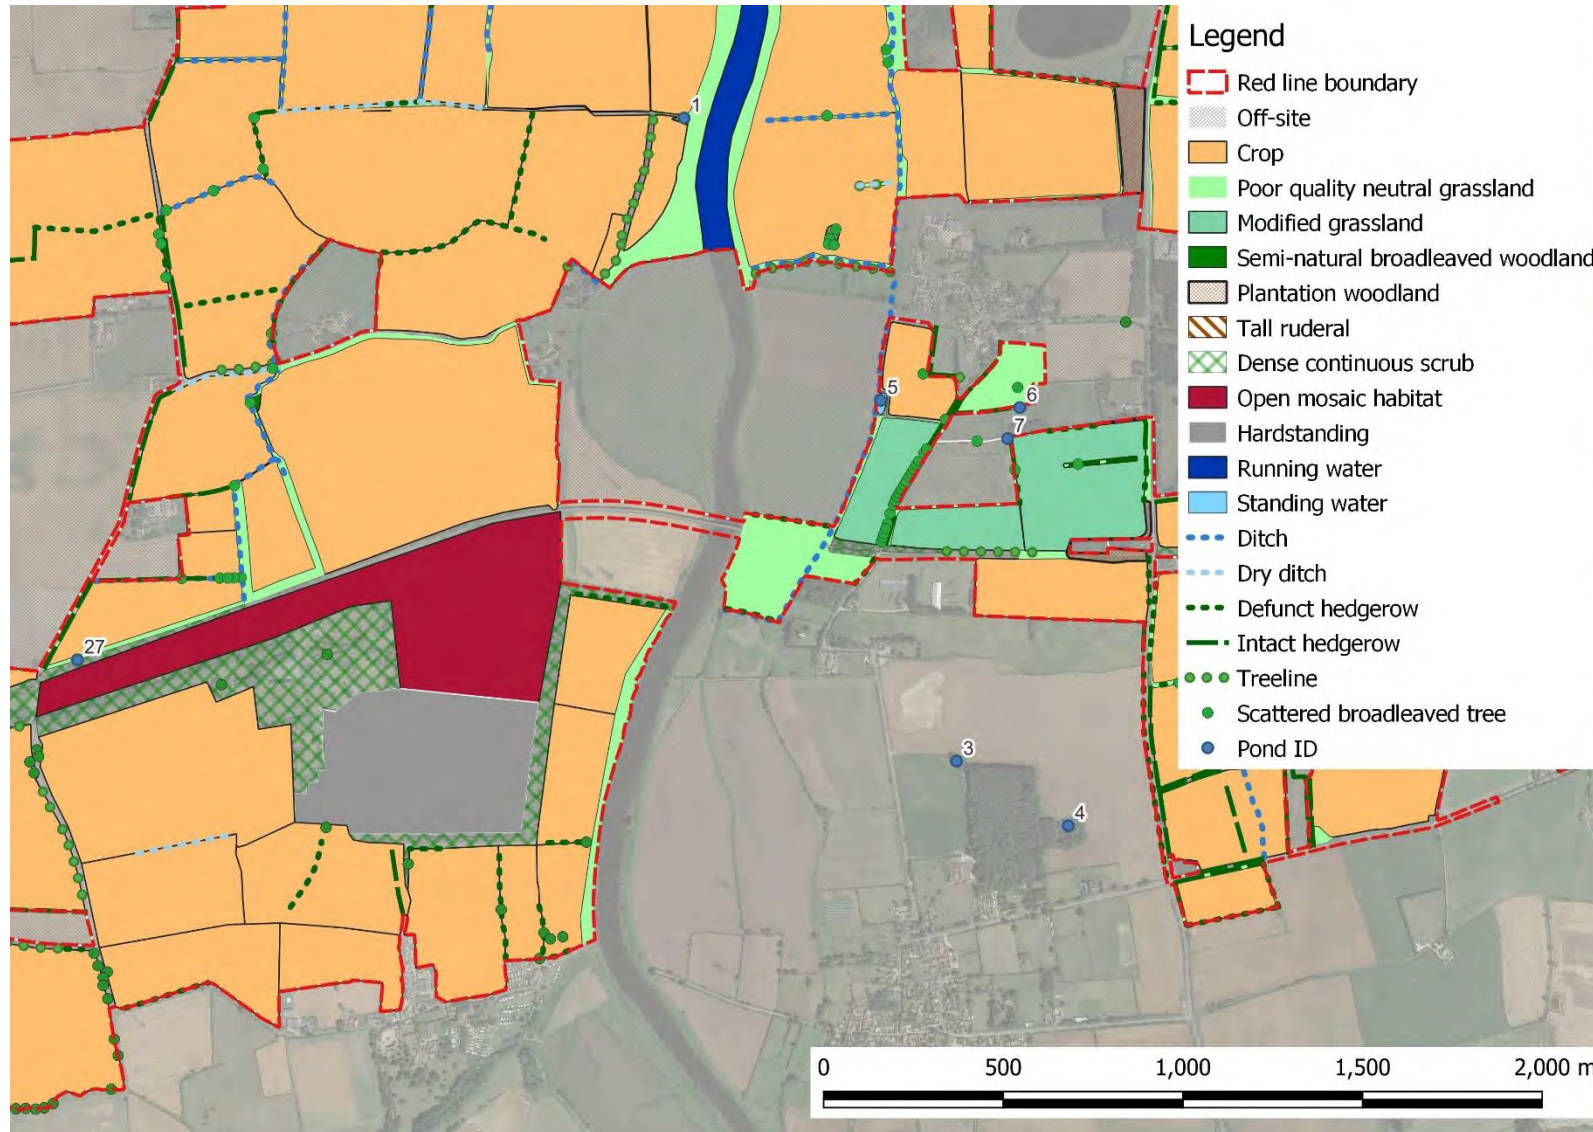 Legend
Red line boundary
Off-site
Crop
Poor quality neutral grassland
Modified grassland
Semi-natural broadleaved woodland
Plantation woodland
Tall ruderal
Dense continuous scrub
Open mosaic habitat
Hardstanding
Running water
Standing water
Ditch
Dry ditch
Defunct hedgerow
Intact hedgerow
Treeline
Scattered broadleaved tree
Pond ID
1
5
6
7
27
3
4
0 500 1,000 1,500 2,000 m